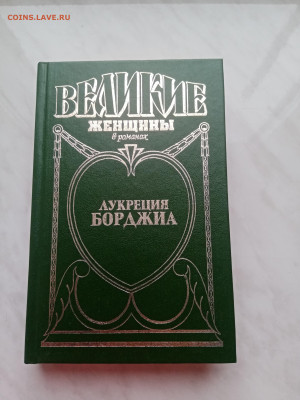 COINS.LAVE.RU
ВЕЛИКИЕ
ЖЕНЩИНЫ
в романах
ЛУКРЕЦИЯ
БОРДЖИА